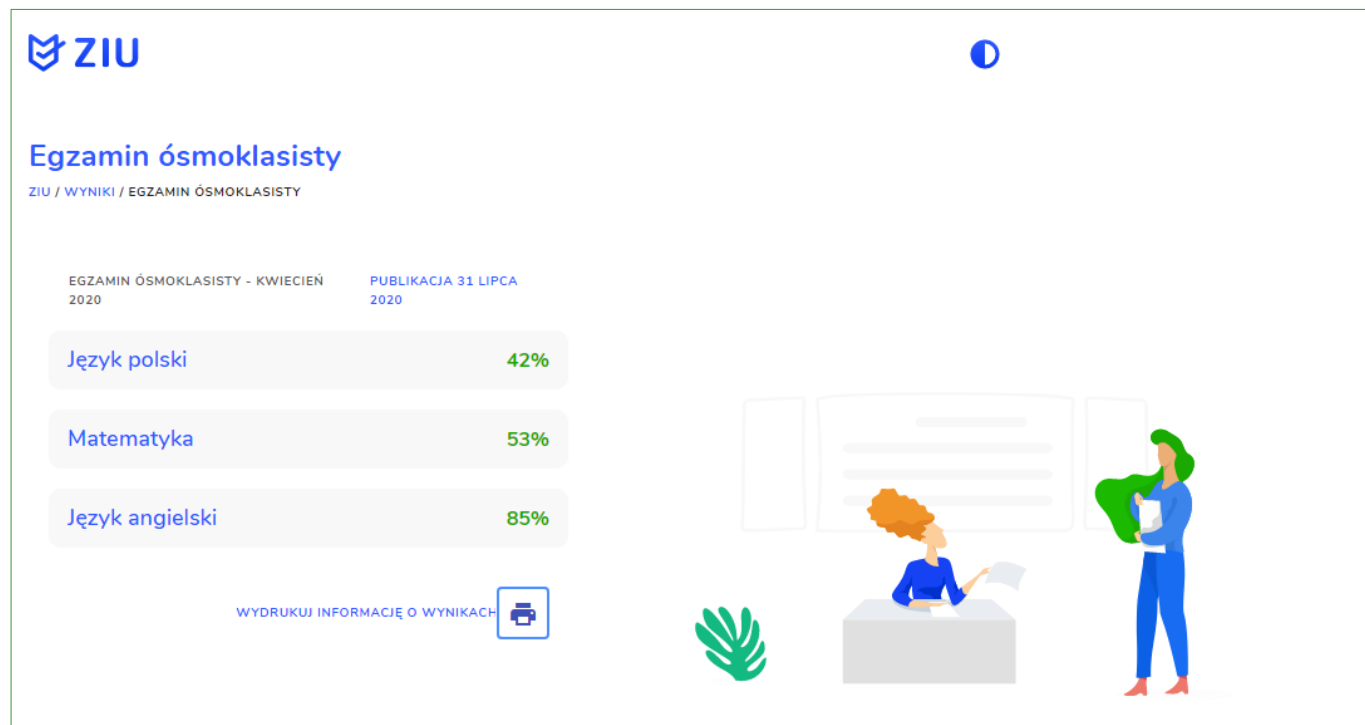 ZIU
Egzamin ósmoklasisty
ZIU / WYNIKI / EGZAMIN ÓSMOKLASISTY
EGZAMIN ÓSMOKLASISTY - KWIECIEŃ
2020
PUBLIKACJA 31 LIPCA
2020
Język polski 42%
Matematyka 53%
Język angielski 85%
WYDRUKUJ INFORMACJĘ O WYNIKACH